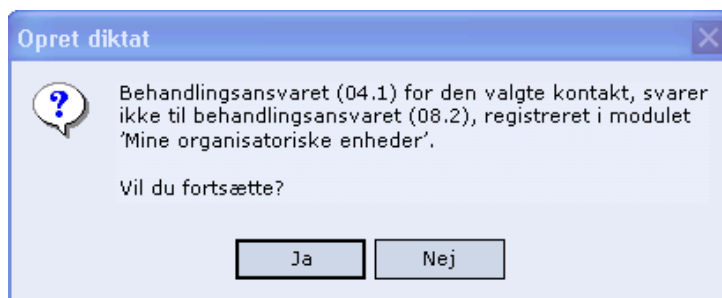 Opret diktat
Behandlingsansvaret (04.1) for den valgte kontakt, svarer
ikke til behandlingsansvaret (08.2), registreret i modulet
'Mine organisatoriske enheder'.
Vil du fortsætte?
Ja
Nej